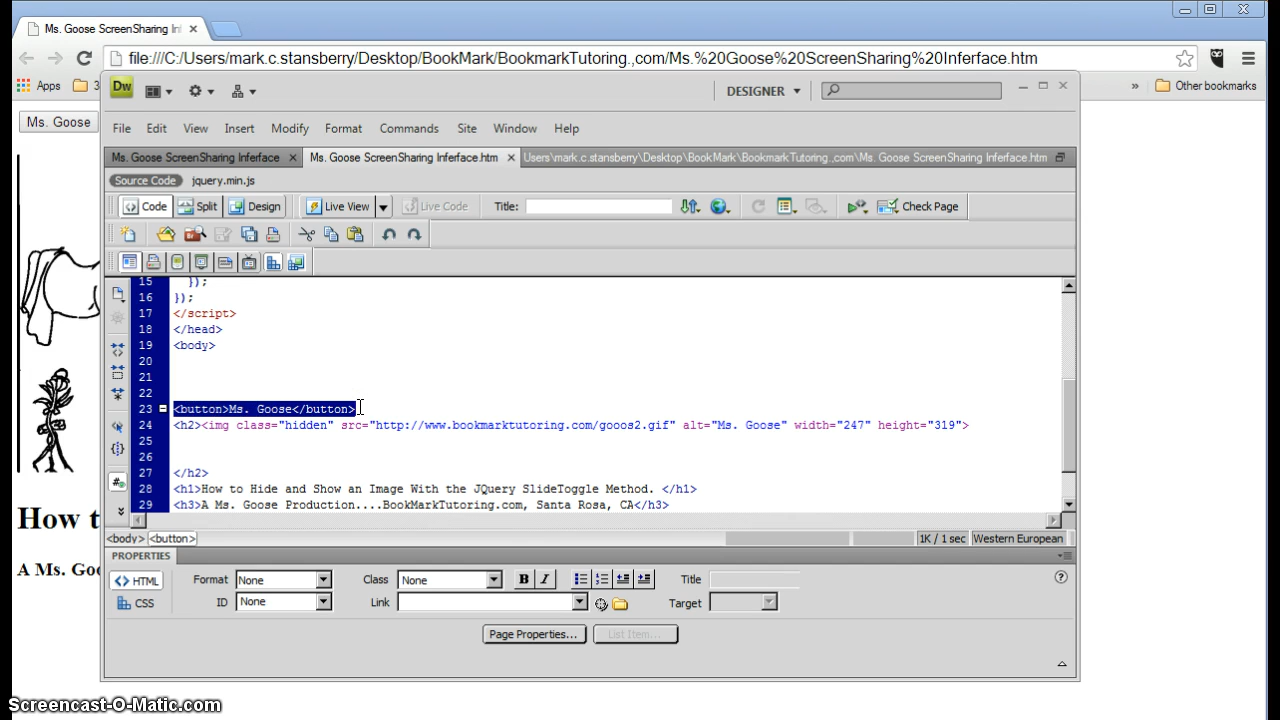 Ms. Goose ScreenSharing Inf
file:///C:/Users/mark.c.stansberry/Desktop/BookMark/BookmarkTutoring.,com/Ms.%20Goose%20ScreenSharing%20Inferface.htm
Apps 3 » Other bookmarks
Dw DESIGNER
Ms. Goose
File Edit View Insert Modify Format Commands Site Window Help
Ms. Goose ScreenSharing Inferface Ms. Goose ScreenSharing Inferface.htm Users\mark.c.stansberry\Desktop\BookMark\BookmarkTutoring.,com\Ms. Goose ScreenSharing Inferface.htm
Source Code jquery.min.js
Code Split Design Live View Live Code Title: Check Page
15 });
16 });
17 </script>
18 </head>
19 <body>
20
21
22
23 <button>Ms. Goose</button>
24 <h2><img class="hidden" src="http://www.bookmarktutoring.com/gooos2.gif" alt="Ms. Goose" width="247" height="319">
25
26
27 </h2>
28 <h1>How to Hide and Show an Image With the JQuery SlideToggle Method. </h1>
29 <h3>A Ms. Goose Production....BookMarkTutoring.com, Santa Rosa, CA</h3>
How t
<body> <button> 1K / 1 sec Western European
PROPERTIES
A Ms. Goo
<> HTML Format None Class None B I Title
CSS ID None Link Target
Page Properties... List Item...
Screencast-O-Matic.com